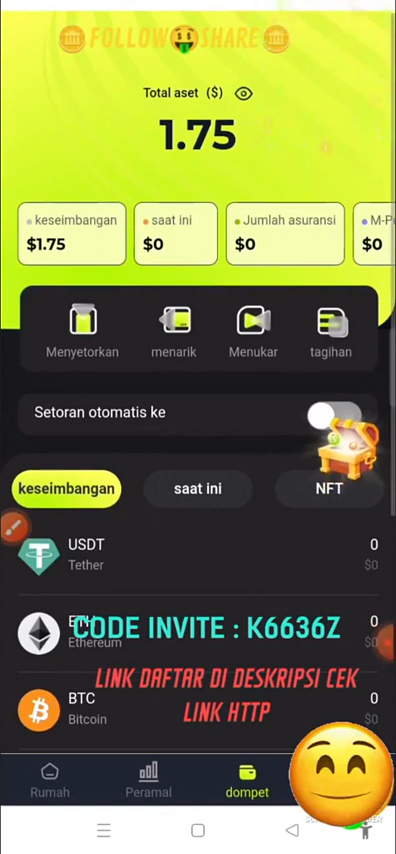 FOLLOW SHARE
Total aset ($)
1.75
keseimbangan
$1.75
saat ini
$0
Jumlah asuransi
$0
$0
Menyetorkan
menarik
Menukar
tagihan
Setoran otomatis ke
keseimbangan
saat ini
NFT
USDT
0
Tether
$0
ETH
0
CODE INVITE : K6636Z
Ethereum
$0
LINK DAFTAR DI DESKRIPSI CEK
LINK HTTP
BTC
0
Bitcoin
$0
Rumah
Peramal
dompet